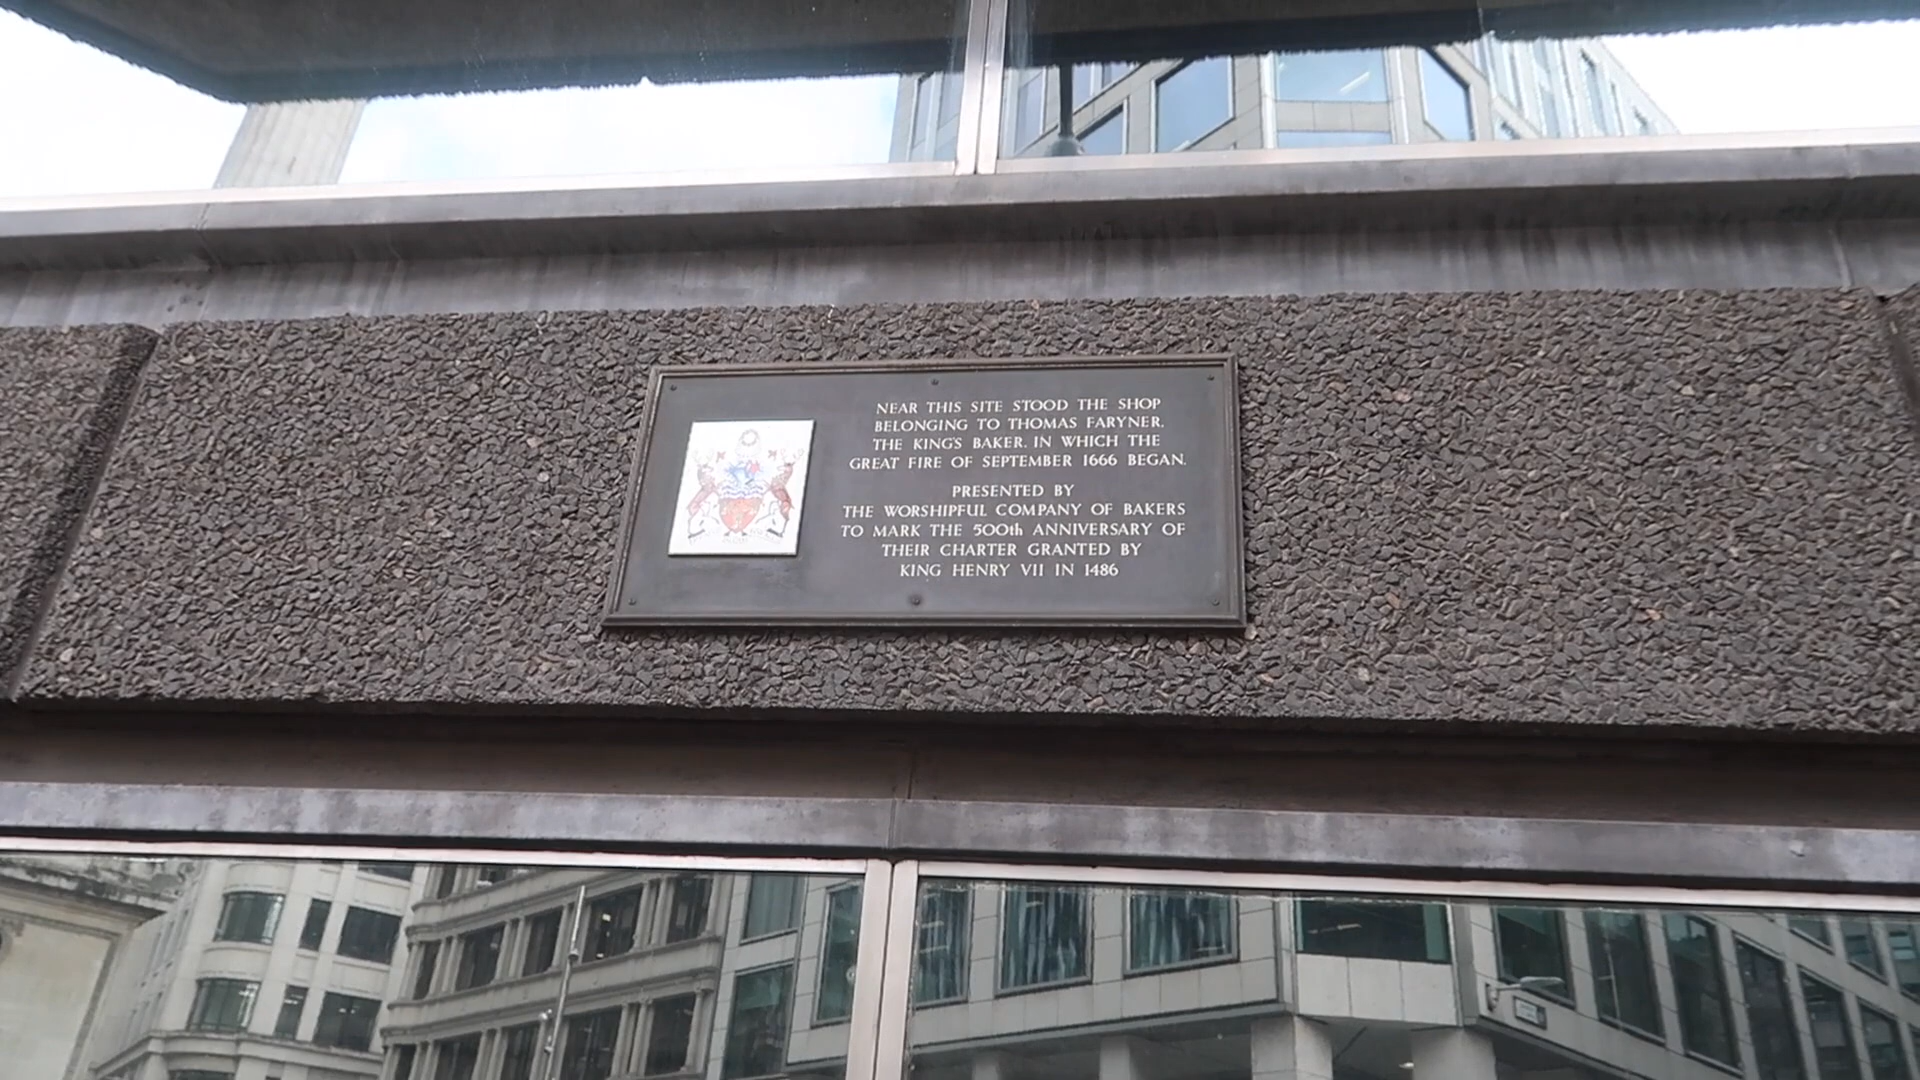 NEAR THIS SITE STOOD THE SHOP
BELONGING TO THOMAS FARYNER,
THE KING'S BAKER, IN WHICH THE
GREAT FIRE OF SEPTEMBER 1666 BEGAN.
PRESENTED BY
THE WORSHIPFUL COMPANY OF BAKERS
TO MARK THE 500th ANNIVERSARY OF
THEIR CHARTER GRANTED BY
KING HENRY VII IN 1486